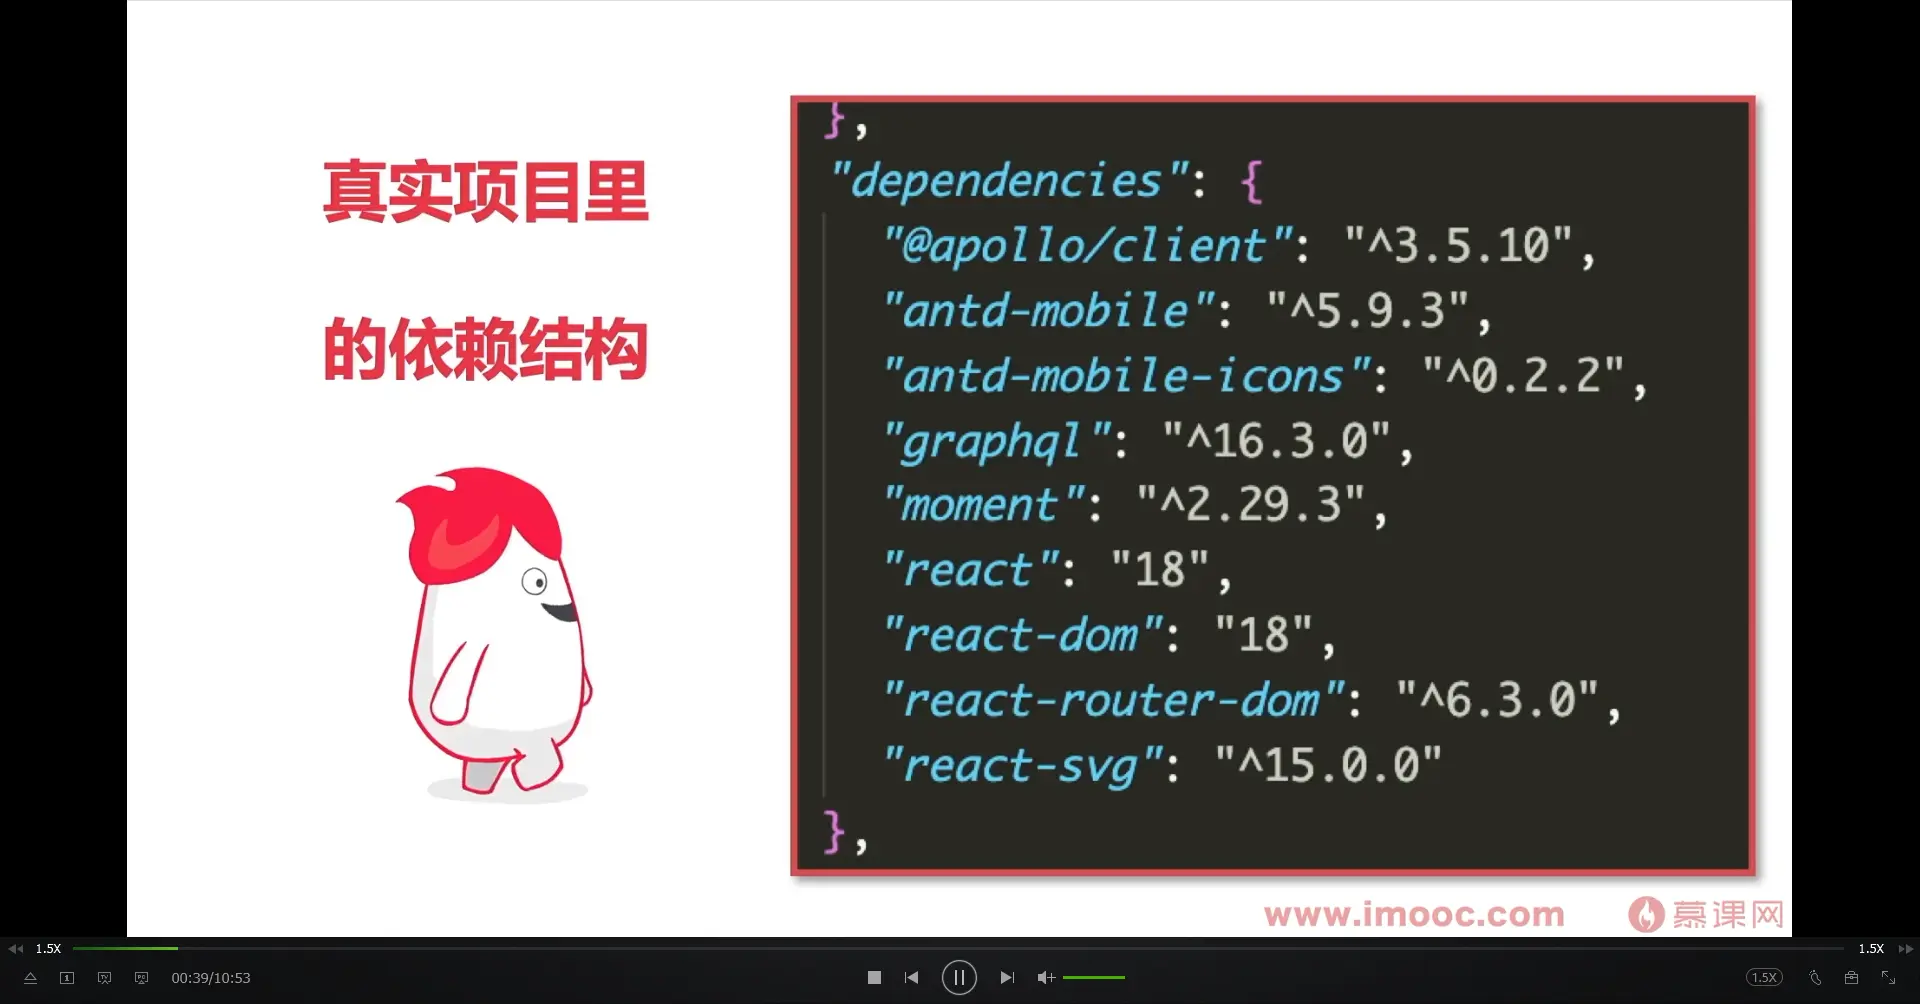 真实项目里
的依赖结构
},
"dependencies": {
"@apollo/client": "^3.5.10",
"antd-mobile": "^5.9.3",
"antd-mobile-icons": "^0.2.2",
"graphql": "^16.3.0",
"moment": "^2.29.3",
"react": "18",
"react-dom": "18",
"react-router-dom": "^6.3.0",
"react-svg": "^15.0.0"
},
www.imooc.com 慕课网
1.5X 1.5X
1 TV PC 00:39/10:53 1.5X